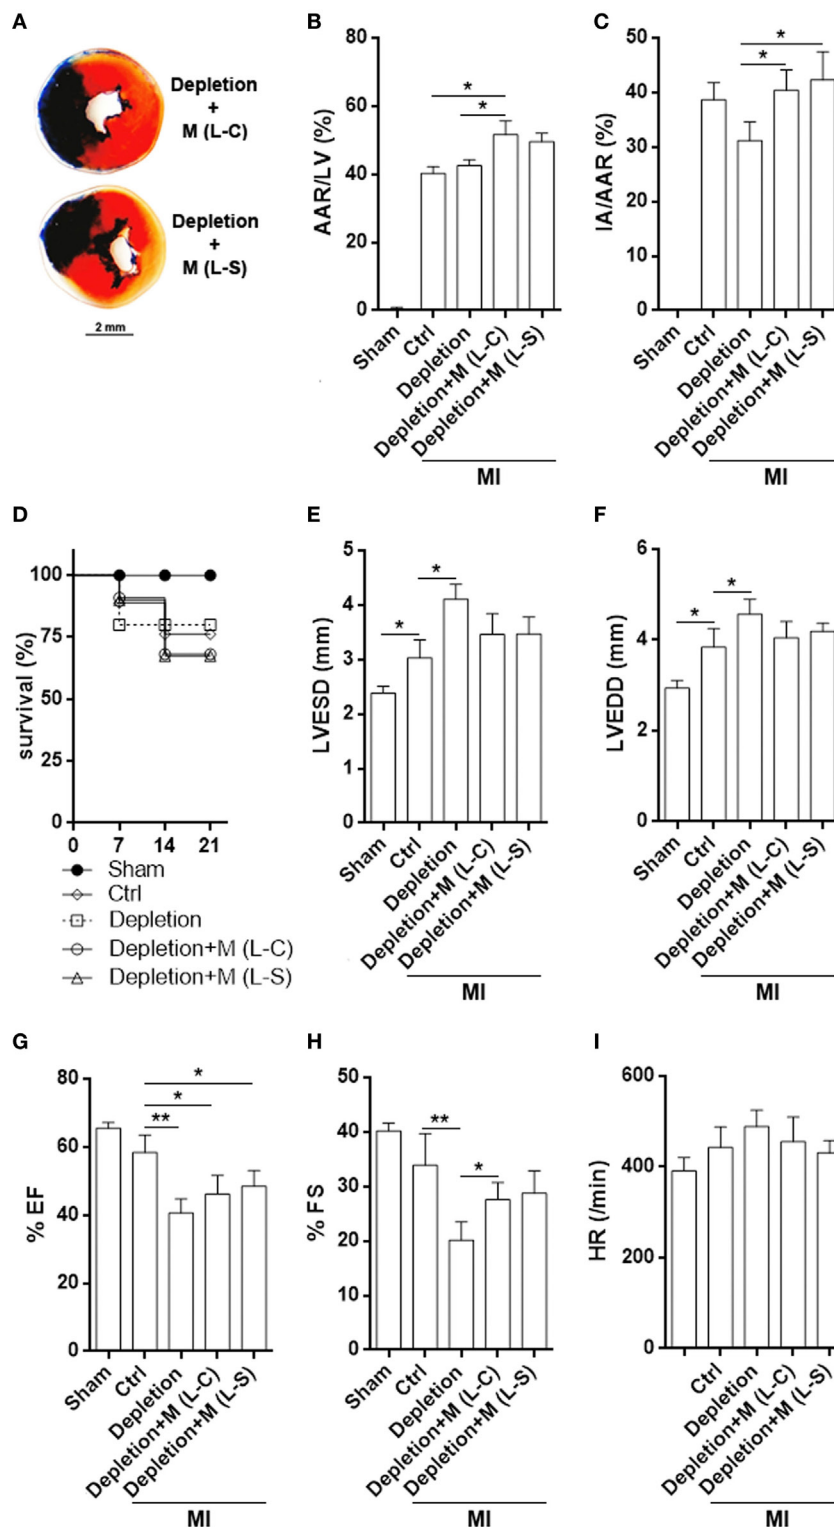 A
Depletion
+
M (L-C)
Depletion
+
M (L-S)
2 mm
B
AAR/LV (%)
80
60
40
20
0
*
*
Sham
Ctrl
Depletion
Depletion+M (L-C)
Depletion+M (L-S)
MI
C
IA/AAR (%)
50
40
30
20
10
0
*
*
Sham
Ctrl
Depletion
Depletion+M (L-C)
Depletion+M (L-S)
MI
D
survival (%)
100
75
50
25
0
0 7 14 21
Sham
Ctrl
Depletion
Depletion+M (L-C)
Depletion+M (L-S)
E
LVESD (mm)
5
4
3
2
1
0
*
*
Sham
Ctrl
Depletion
Depletion+M (L-C)
Depletion+M (L-S)
MI
F
LVEDD (mm)
6
4
2
0
*
*
Sham
Ctrl
Depletion
Depletion+M (L-C)
Depletion+M (L-S)
MI
G
% EF
80
60
40
20
0
*
*
**
Sham
Ctrl
Depletion
Depletion+M (L-C)
Depletion+M (L-S)
MI
H
% FS
50
40
30
20
10
0
**
*
Sham
Ctrl
Depletion
Depletion+M (L-C)
Depletion+M (L-S)
MI
I
HR (/min)
600
400
200
0
Ctrl
Depletion
Depletion+M (L-C)
Depletion+M (L-S)
MI